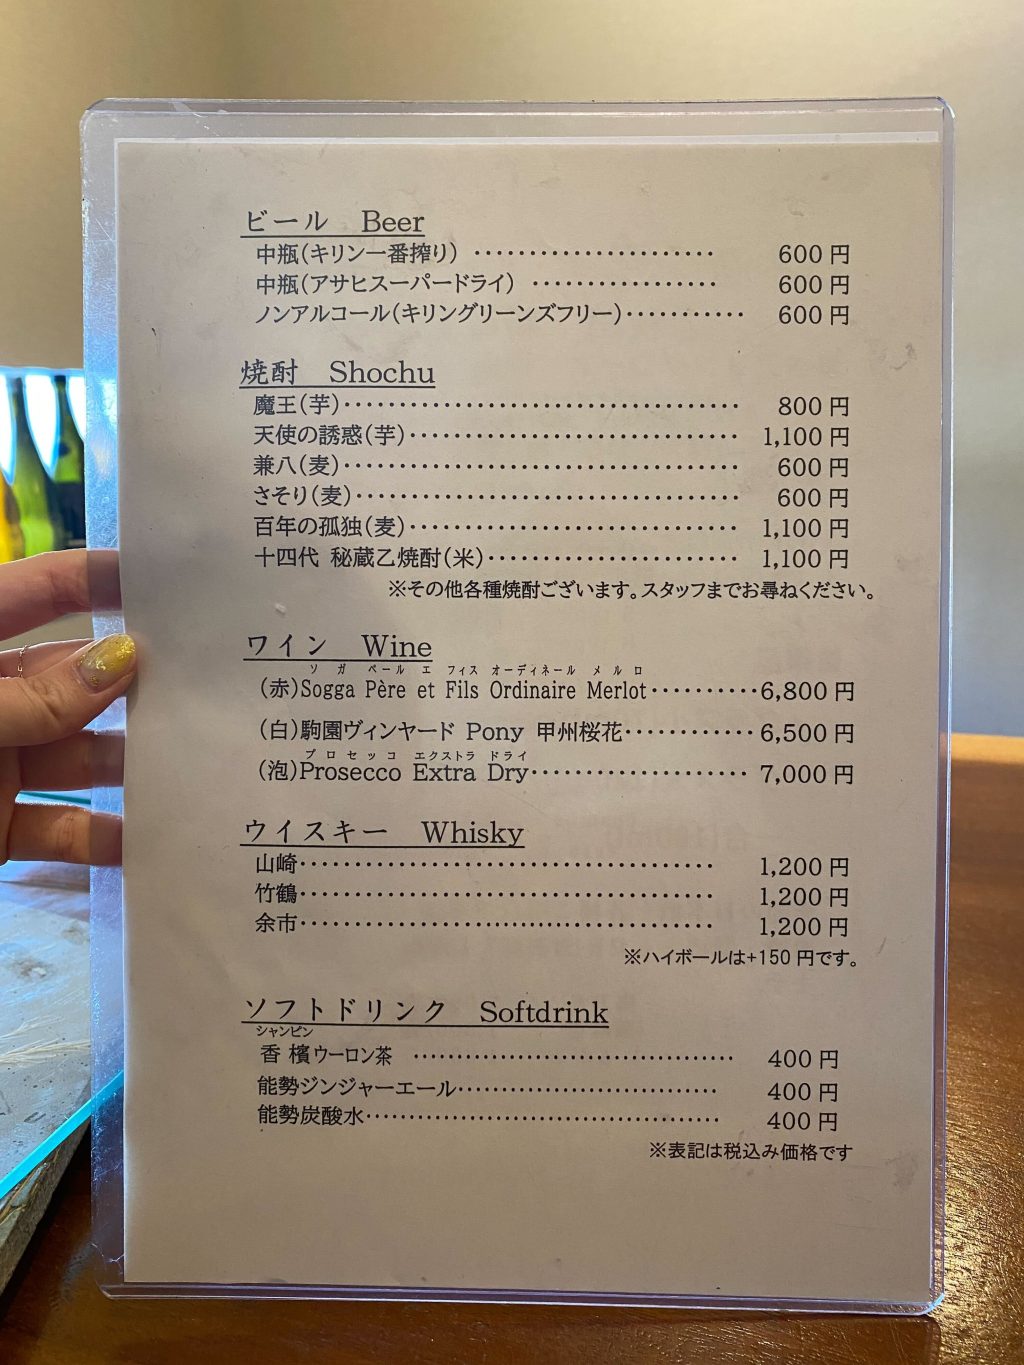 ビール　Beer
中瓶(キリン一番搾り) ・・・・・・・・・・・・・・・・・・・・・・ 600円
中瓶(アサヒスーパードライ) ・・・・・・・・・・・・・・・・・ 600円
ノンアルコール(キリングリーンズフリー)・・・・・・・・・・・ 600円
焼酎　Shochu
魔王(芋)・・・・・・・・・・・・・・・・・・・・・・・・・・・・・・・・・・・・ 800円
天使の誘惑(芋)・・・・・・・・・・・・・・・・・・・・・・・・・・・・・・ 1,100円
兼八(麦)・・・・・・・・・・・・・・・・・・・・・・・・・・・・・・・・・・・・ 600円
さそり(麦)・・・・・・・・・・・・・・・・・・・・・・・・・・・・・・・・・・・ 600円
百年の孤独(麦)・・・・・・・・・・・・・・・・・・・・・・・・・・・・・・ 1,100円
十四代 秘蔵乙焼酎(米)・・・・・・・・・・・・・・・・・・・・・・・ 1,100円
※その他各種焼酎ございます。スタッフまでお尋ねください。
ワイン　Wine
ソガ ペール エ フィス オーディネール メルロ
(赤)Sogga Père et Fils Ordinaire Merlot・・・・・・・・・・6,800円
(白)駒園ヴィンヤード Pony 甲州桜花・・・・・・・・・・・・6,500円
プロセッコ エクストラ ドライ
(泡)Prosecco Extra Dry・・・・・・・・・・・・・・・・・・・・ 7,000円
ウイスキー　Whisky
山崎・・・・・・・・・・・・・・・・・・・・・・・・・・・・・・・・・・・・・・ 1,200円
竹鶴・・・・・・・・・・・・・・・・・・・・・・・・・・・・・・・・・・・・・・ 1,200円
余市・・・・・・・・・・・・・・・・・・・・・・・・・・・・・・・・・・・・・・ 1,200円
※ハイボールは+150円です。
ソフトドリンク　Softdrink
シャンピン
香檳ウーロン茶 ・・・・・・・・・・・・・・・・・・・・・・・・・・・・・・ 400円
能勢ジンジャーエール・・・・・・・・・・・・・・・・・・・・・・・・ 400円
能勢炭酸水・・・・・・・・・・・・・・・・・・・・・・・・・・・・・・・・・ 400円
※表記は税込み価格です